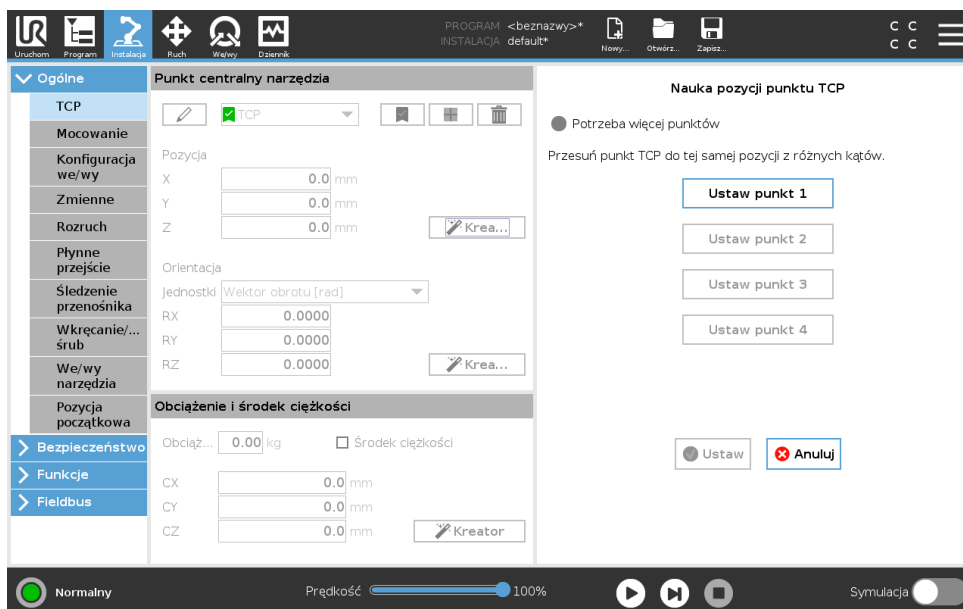 PROGRAM <beznazwy>*
INSTALACJA default*
C C
C C
Uruchom Program Instalacja Ruch We/wy Dziennik Nowy... Otwórz... Zapisz...
Ogólne
TCP
Mocowanie
Konfiguracja
we/wy
Zmienne
Rozruch
Płynne
przejście
Śledzenie
przenośnika
Wkręcanie/...
śrub
We/wy
narzędzia
Pozycja
początkowa
Bezpieczeństwo
Funkcje
Fieldbus
Punkt centralny narzędzia
TCP
Pozycja
X 0.0 mm
Y 0.0 mm
Z 0.0 mm Krea...
Orientacja
Jednostki Wektor obrotu [rad]
RX 0.0000
RY 0.0000
RZ 0.0000 Krea...
Obciążenie i środek ciężkości
Obciąż... 0.00 kg Środek ciężkości
CX 0.0 mm
CY 0.0 mm
CZ 0.0 mm Kreator
Nauka pozycji punktu TCP
Potrzeba więcej punktów
Przesuń punkt TCP do tej samej pozycji z różnych kątów.
Ustaw punkt 1
Ustaw punkt 2
Ustaw punkt 3
Ustaw punkt 4
Ustaw Anuluj
Normalny Prędkość 100% Symulacja